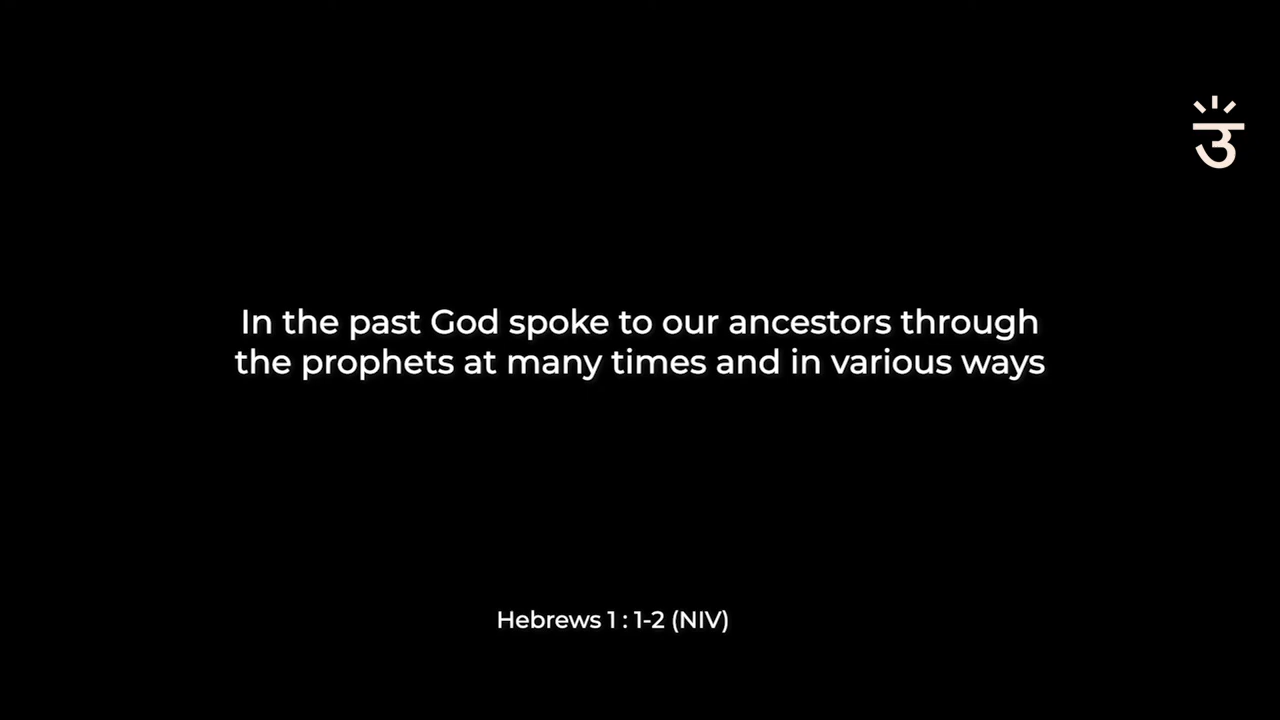 उ
In the past God spoke to our ancestors through
the prophets at many times and in various ways
Hebrews 1 : 1-2 (NIV)